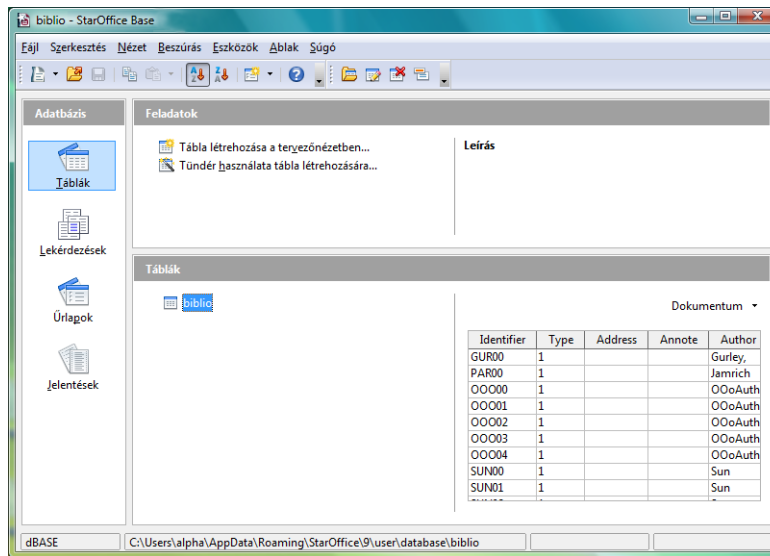 biblio - StarOffice Base
Fájl Szerkesztés Nézet Beszúrás Eszközök Ablak Súgó
Adatbázis
Táblák
Lekérdezések
Űrlapok
Jelentések
Feladatok
Tábla létrehozása a tervezőnézetben...
Tündér használata tábla létrehozására...
Leírás
Táblák
biblio
Dokumentum
Identifier Type Address Annote Author
GUR00 1 Gurley,
PAR00 1 Jamrich
OOO00 1 OOoAuth
OOO01 1 OOoAuth
OOO02 1 OOoAuth
OOO03 1 OOoAuth
OOO04 1 OOoAuth
SUN00 1 Sun
SUN01 1 Sun
dBASE C:\Users\alpha\AppData\Roaming\StarOffice\9\user\database\biblio